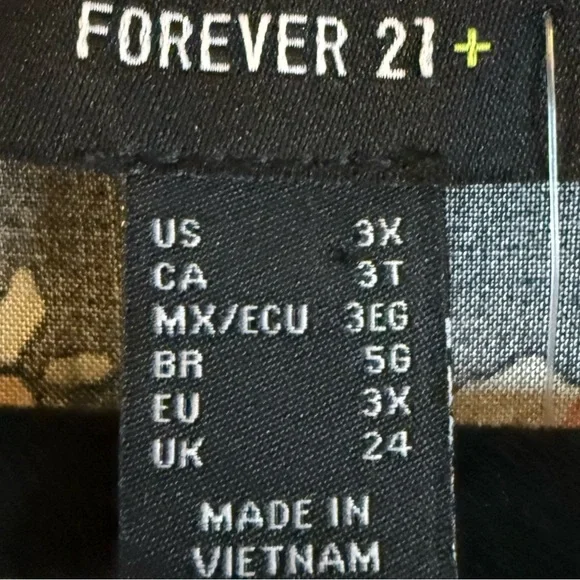 FOREVER 21+
US 3X
CA 3T
MX/ECU 3EG
BR 5G
EU 3X
UK 24
MADE IN
VIETNAM